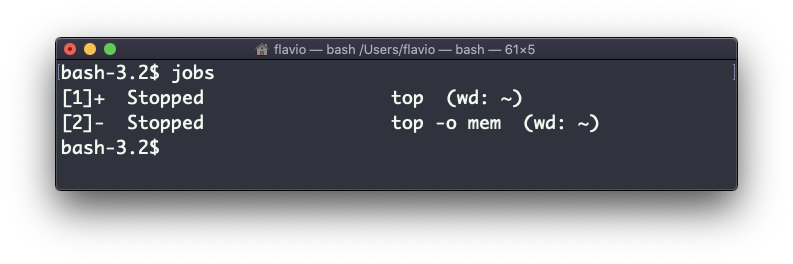 flavio — bash /Users/flavio — bash — 61×5
bash-3.2$ jobs
[1]+  Stopped                 top  (wd: ~)
[2]-  Stopped                 top -o mem  (wd: ~)
bash-3.2$